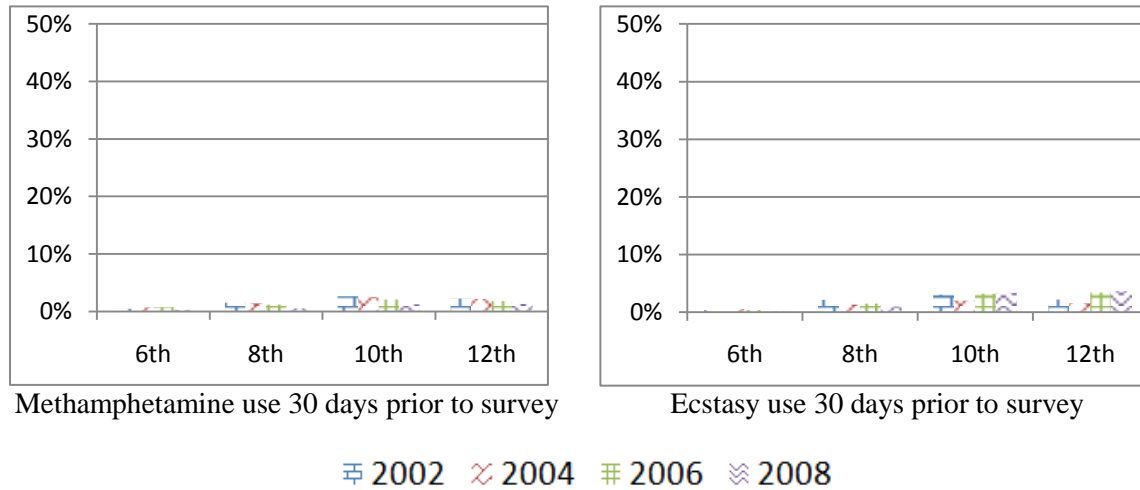 50%
40%
30%
20%
10%
0%
6th 8th 10th 12th
Methamphetamine use 30 days prior to survey
50%
40%
30%
20%
10%
0%
6th 8th 10th 12th
Ecstasy use 30 days prior to survey
2002 2004 2006 2008